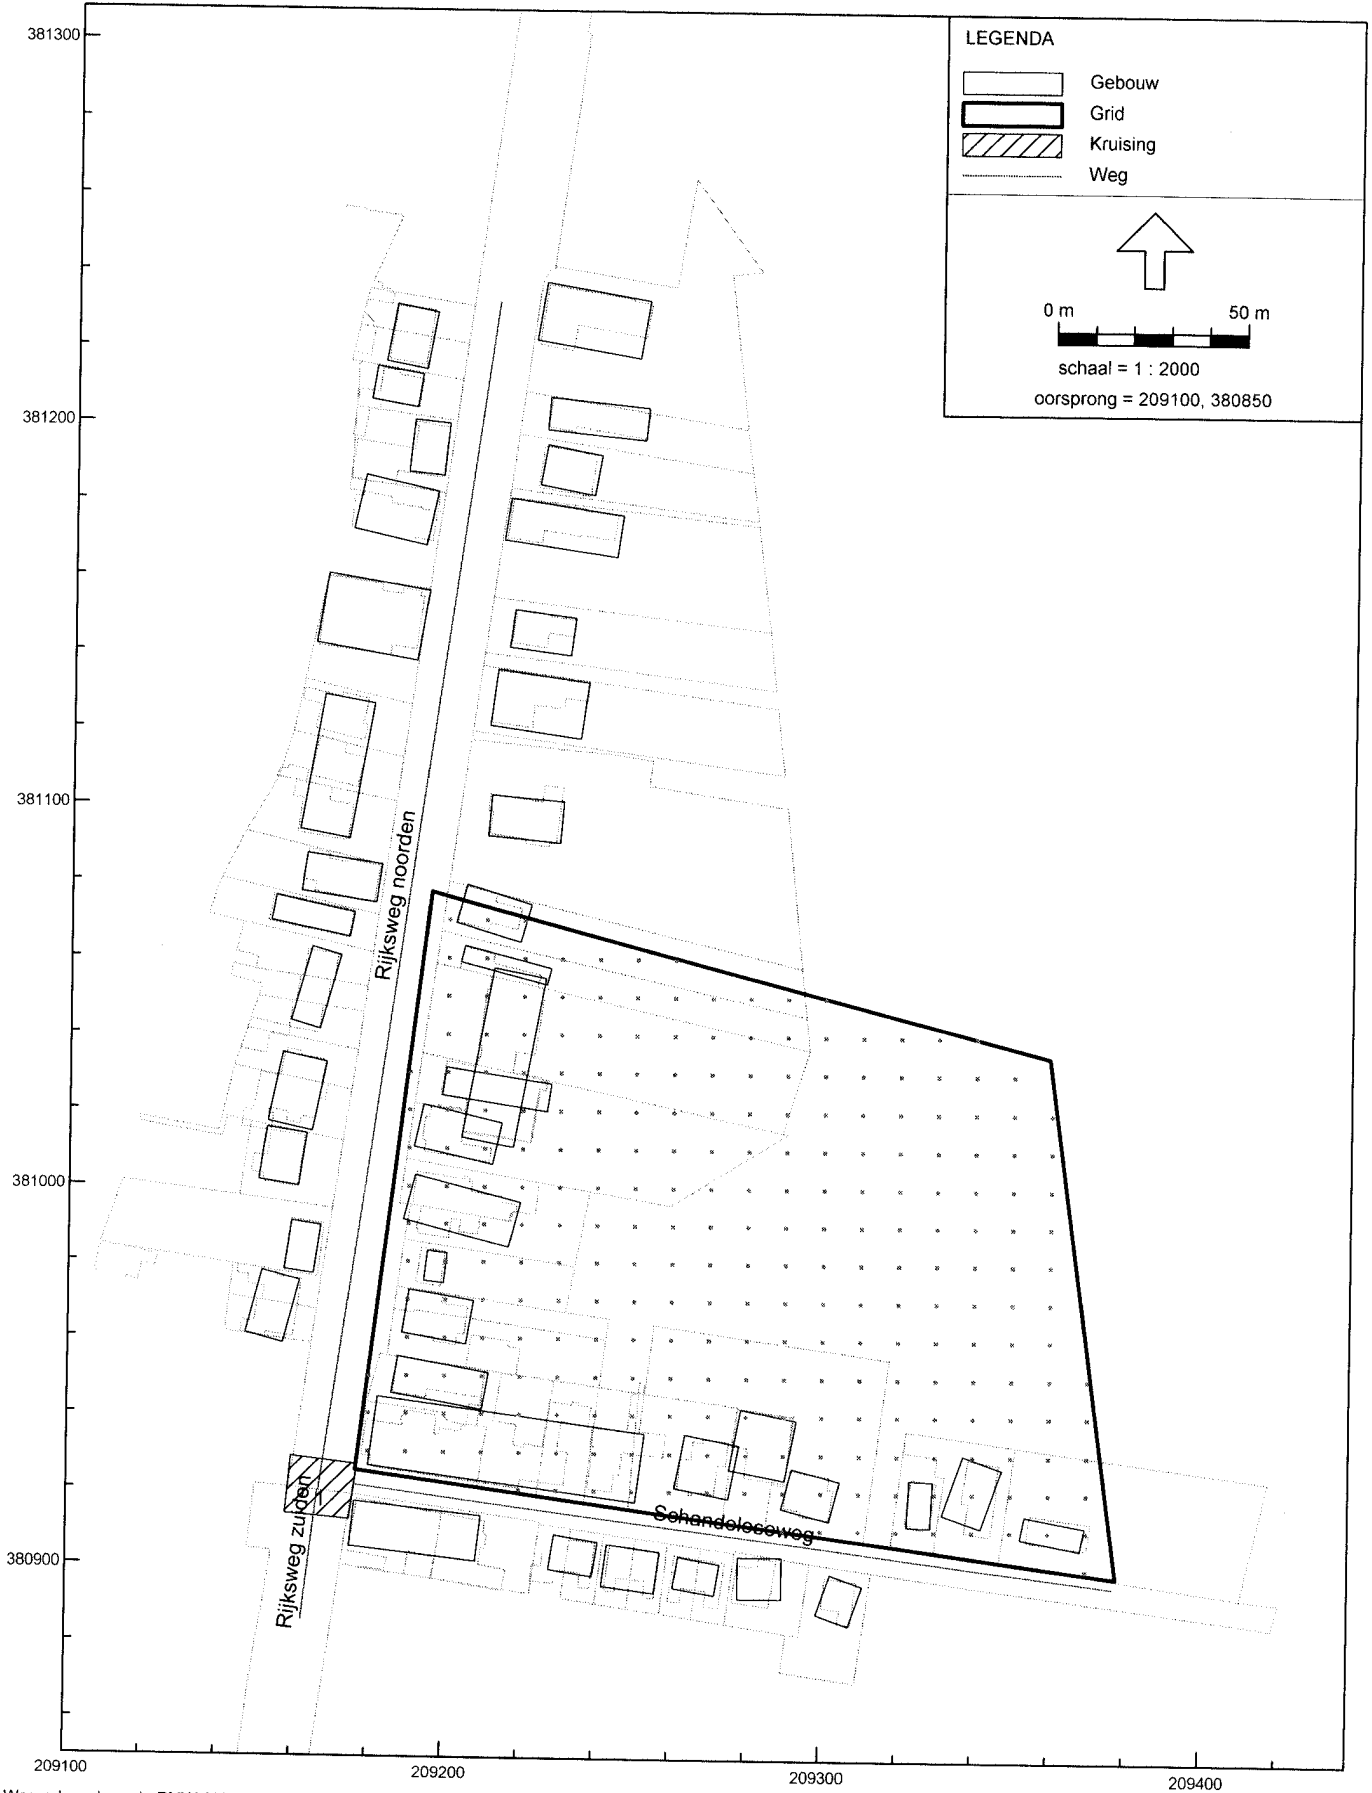 381300
LEGENDA
Gebouw
Grid
Kruising
Weg
0 m 50 m
schaal = 1 : 2000
oorsprong = 209100, 380850
381200
381100
Rijksweg noorden
381000
Rijksweg zuiden
Schandeloseweg
380900
209100
209200
209300
209400